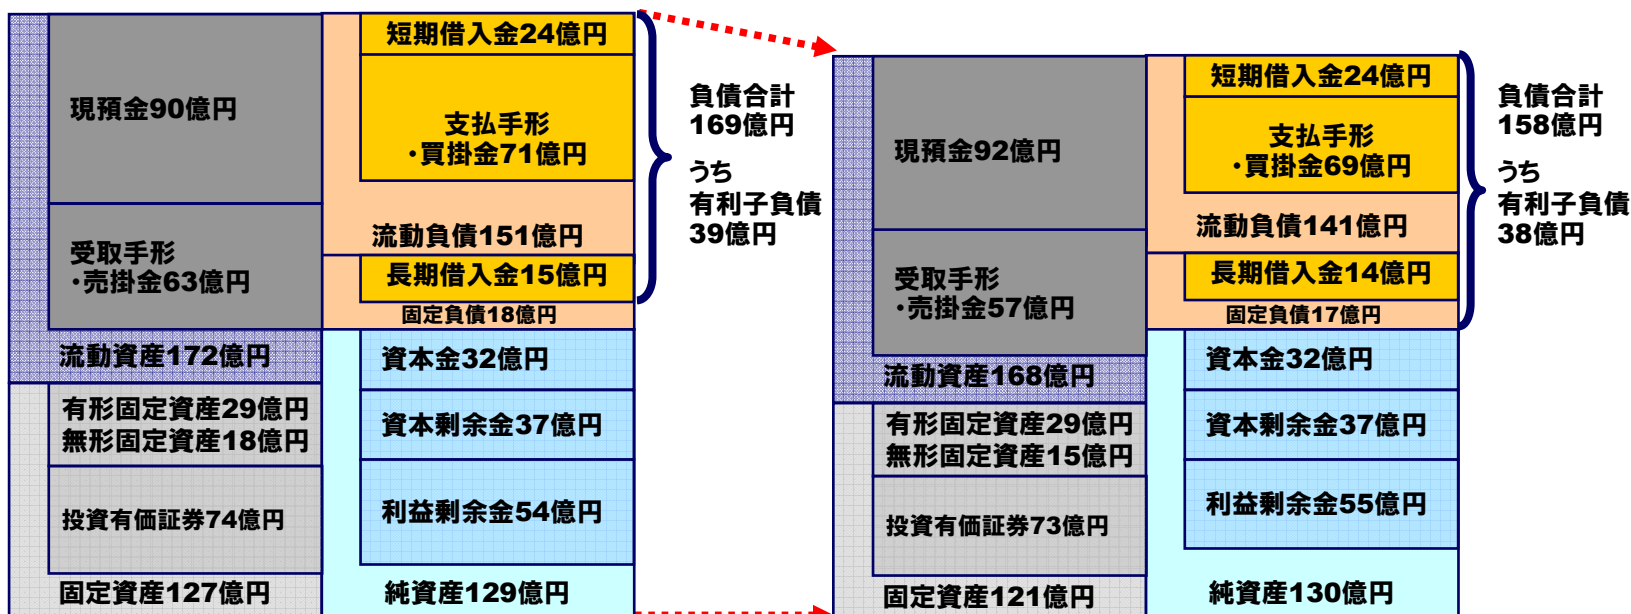 現預金90億円
受取手形
・売掛金63億円
流動資産172億円
有形固定資産29億円
無形固定資産18億円
投資有価証券74億円
固定資産127億円
短期借入金24億円
支払手形
・買掛金71億円
流動負債151億円
長期借入金15億円
固定負債18億円
資本金32億円
資本剰余金37億円
利益剰余金54億円
純資産129億円
負債合計
169億円
うち
有利子負債
39億円
現預金92億円
受取手形
・売掛金57億円
流動資産168億円
有形固定資産29億円
無形固定資産15億円
投資有価証券73億円
固定資産121億円
短期借入金24億円
支払手形
・買掛金69億円
流動負債141億円
長期借入金14億円
固定負債17億円
資本金32億円
資本剰余金37億円
利益剰余金55億円
純資産130億円
負債合計
158億円
うち
有利子負債
38億円